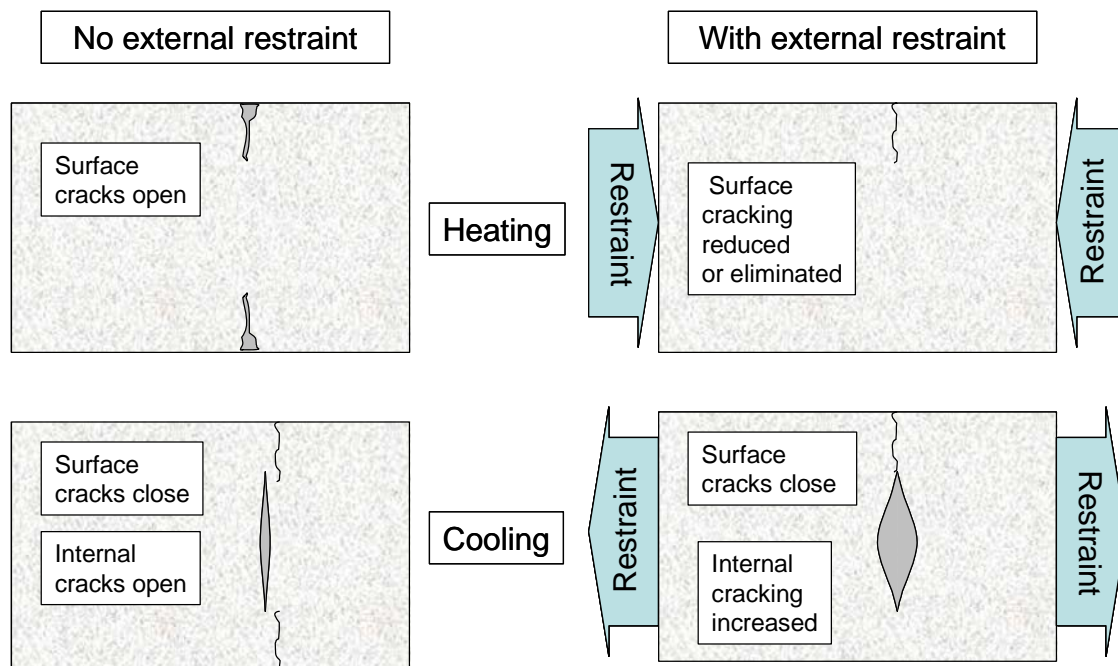 No external restraint
With external restraint
Surface
cracks open
Heating
Restraint
Surface
cracking
reduced
or eliminated
Restraint
Surface
cracks close
Internal
cracks open
Cooling
Restraint
Surface
cracks close
Internal
cracking
increased
Restraint